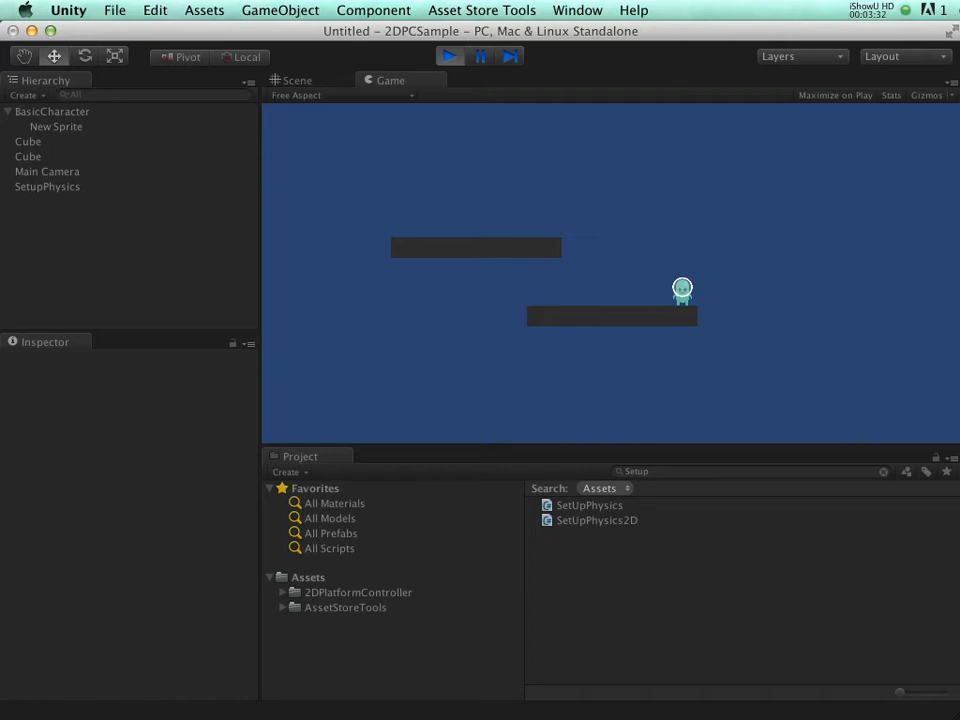 Unity File Edit Assets GameObject Component Asset Store Tools Window Help iShowU HD 00:03:32 1
Untitled - 2DPCSample - PC, Mac & Linux Standalone
Pivot Local Layers Layout
Hierarchy Scene Game
Create All Free Aspect Maximize on Play Stats Gizmos
BasicCharacter
New Sprite
Cube
Cube
Main Camera
SetupPhysics
Inspector
Project
Create Setup
Favorites Search: Assets
All Materials SetUpPhysics
All Models SetUpPhysics2D
All Prefabs
All Scripts
Assets
2DPlatformController
AssetStoreTools